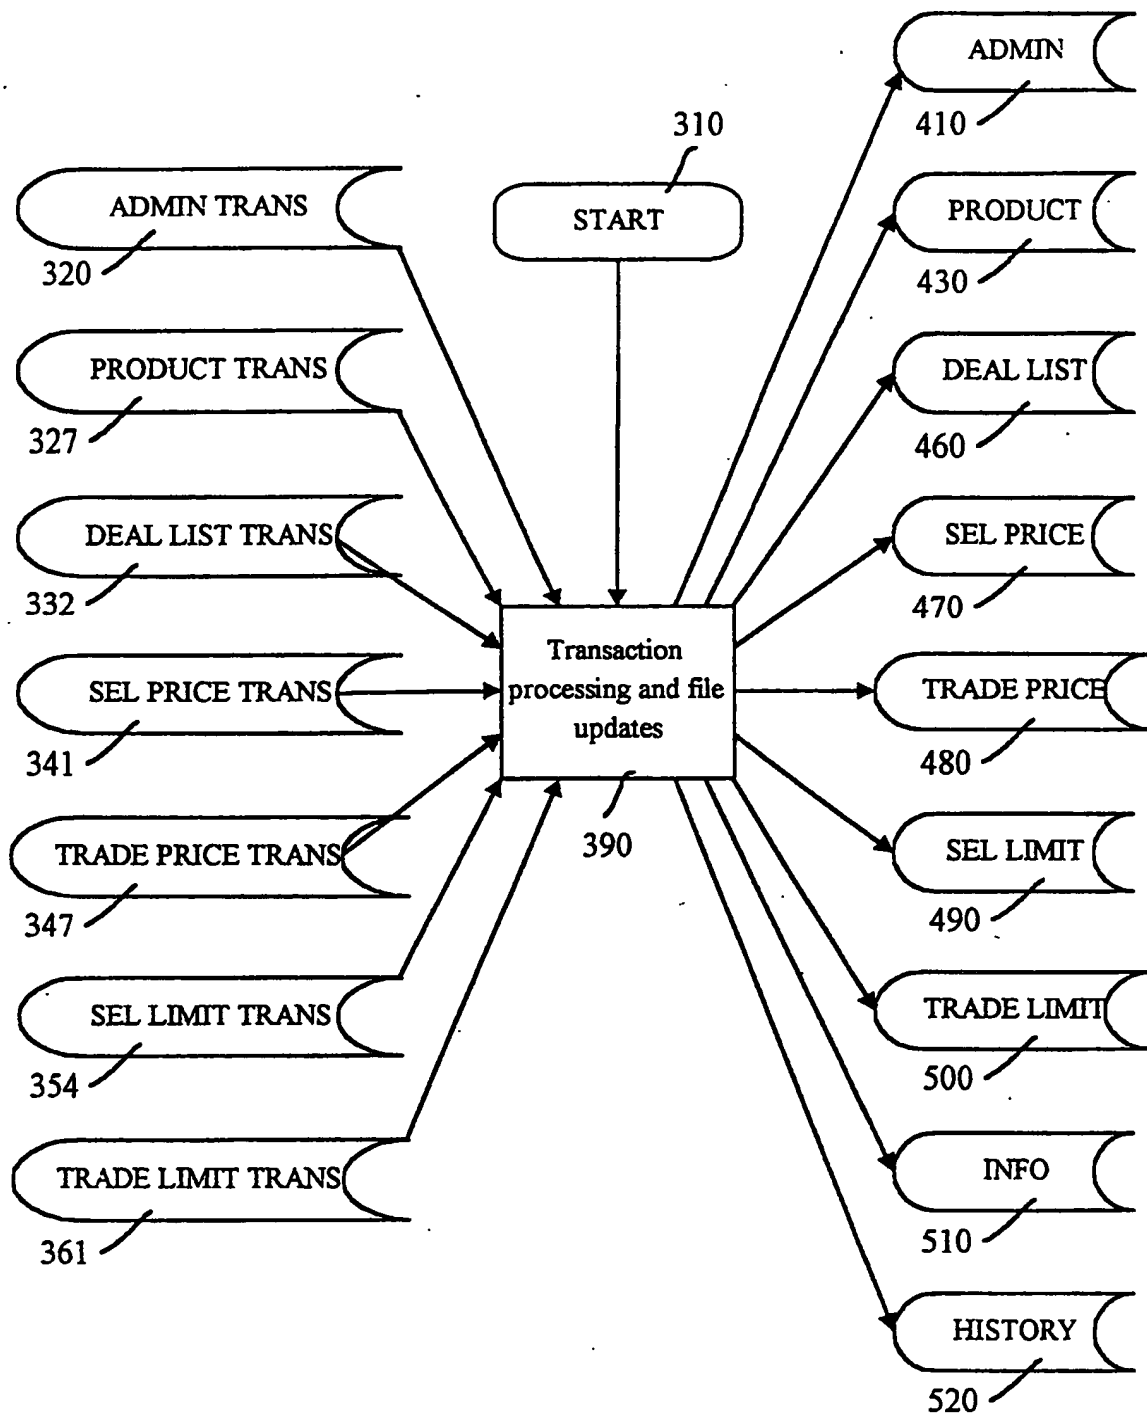 ADMIN
410
310
START
ADMIN TRANS
320
PRODUCT
430
PRODUCT TRANS
327
DEAL LIST
460
DEAL LIST TRANS
332
SEL PRICE
470
Transaction
processing and file
updates
390
SEL PRICE TRANS
341
TRADE PRICE
480
TRADE PRICE TRANS
347
SEL LIMIT
490
SEL LIMIT TRANS
354
TRADE LIMIT
500
TRADE LIMIT TRANS
361
INFO
510
HISTORY
520